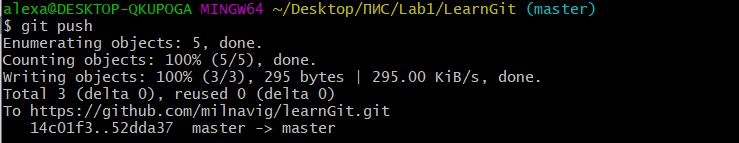 alexa@DESKTOP-QKUPOGA MINGW64 ~/Desktop/ПИС/Lab1/LearnGit (master)
$ git push
Enumerating objects: 5, done.
Counting objects: 100% (5/5), done.
Writing objects: 100% (3/3), 295 bytes | 295.00 KiB/s, done.
Total 3 (delta 0), reused 0 (delta 0)
To https://github.com/milnavig/learnGit.git
   14c01f3..52dda37  master -> master